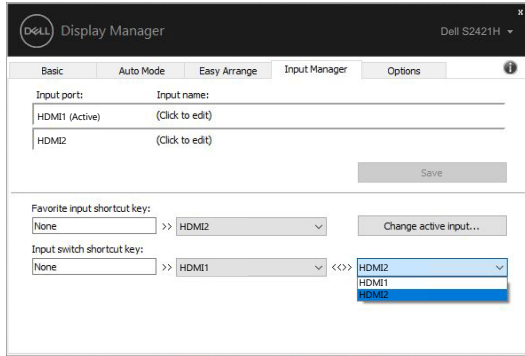 x
DELL Display Manager Dell S2421H
Basic Auto Mode Easy Arrange Input Manager Options i
Input port: Input name:
HDMI1 (Active) (Click to edit)
HDMI2 (Click to edit)
Save
Favorite input shortcut key:
None >> HDMI2 Change active input...
Input switch shortcut key:
None >> HDMI1 <<>> HDMI2
HDMI1
HDMI2